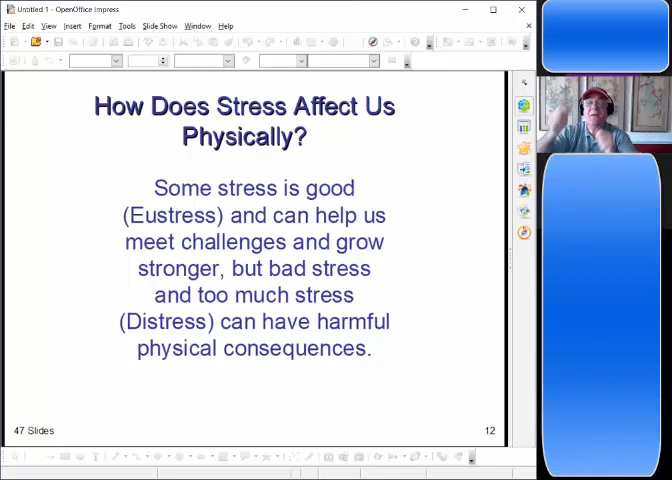 Untitled 1 - OpenOffice Impress
File Edit View Insert Format Tools Slide Show Window Help
How Does Stress Affect Us
Physically?
Some stress is good
(Eustress) and can help us
meet challenges and grow
stronger, but bad stress
and too much stress
(Distress) can have harmful
physical consequences.
47 Slides
12